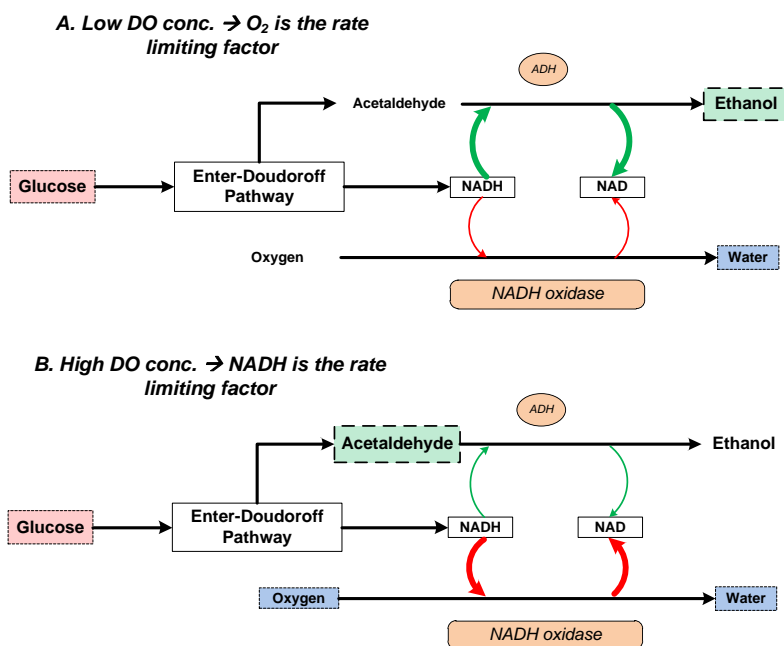 A. Low DO conc. → O₂ is the rate
limiting factor
ADH
Acetaldehyde
Ethanol
Glucose
Enter-Doudoroff
Pathway
NADH
NAD
Oxygen
Water
NADH oxidase
B. High DO conc. → NADH is the rate
limiting factor
ADH
Acetaldehyde
Ethanol
Glucose
Enter-Doudoroff
Pathway
NADH
NAD
Oxygen
Water
NADH oxidase